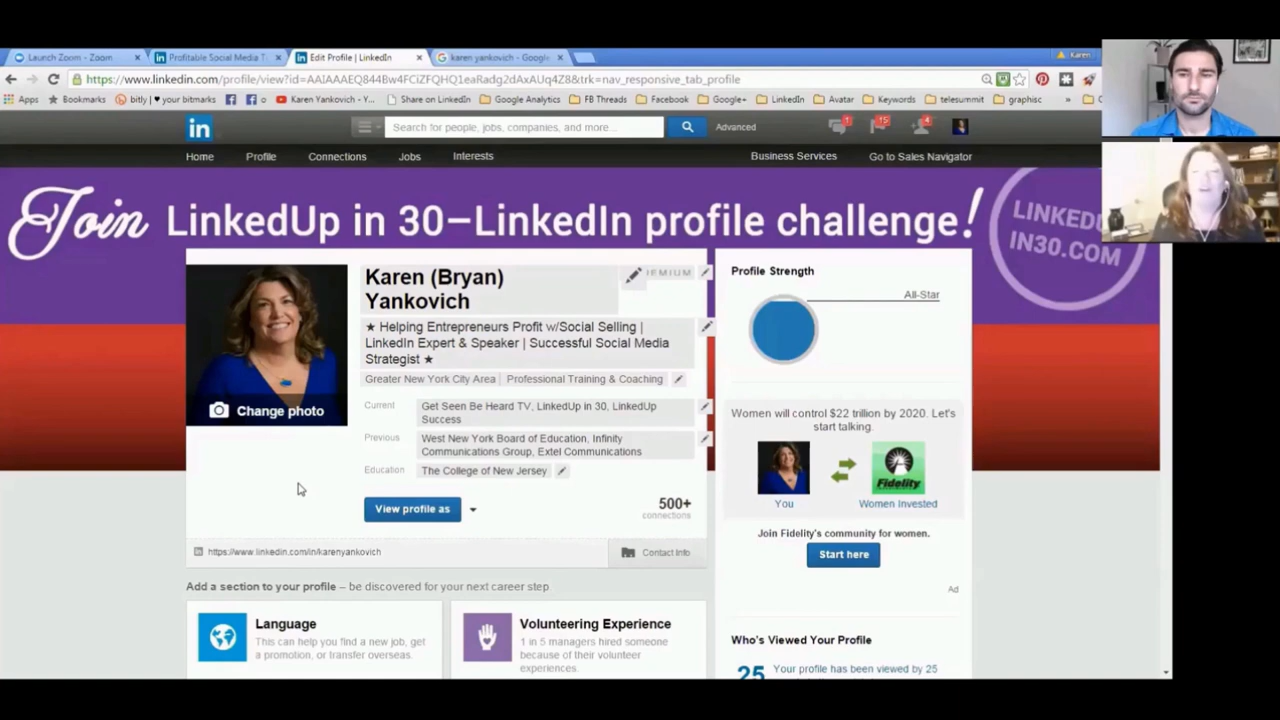 Launch Zoom - Zoom
Profitable Social Media T
Edit Profile | LinkedIn
karen yankovich - Google
Karen
https://www.linkedin.com/profile/view?id=AAIAAAEQ844Bw4FCiZFQHQ1eaRadg2dAxAUq4Z8&trk=nav_responsive_tab_profile
Apps
Bookmarks
bitly | ♥ your bitmarks
o
Karen Yankovich - Y...
Share on LinkedIn
Google Analytics
FB Threads
Facebook
Google+
LinkedIn
Avatar
Keywords
telesummit
graphisc
»
in
Search for people, jobs, companies, and more...
Advanced
1
15
4
Home
Profile
Connections
Jobs
Interests
Business Services
Go to Sales Navigator
Join LinkedUp in 30–LinkedIn profile challenge!
LINKEDU
IN30.COM
Karen (Bryan)
Yankovich
EMIUM
★ Helping Entrepreneurs Profit w/Social Selling |
LinkedIn Expert & Speaker | Successful Social Media
Strategist ★
Greater New York City Area | Professional Training & Coaching
Current
Get Seen Be Heard TV, LinkedUp in 30, LinkedUp
Success
Previous
West New York Board of Education, Infinity
Communications Group, Extel Communications
Education
The College of New Jersey
Change photo
View profile as
500+
connections
https://www.linkedin.com/in/karenyankovich
Contact Info
Add a section to your profile – be discovered for your next career step
Language
This can help you find a new job, get
a promotion, or transfer overseas.
Volunteering Experience
1 in 5 managers hired someone
because of their volunteer
experiences.
Profile Strength
All-Star
Women will control $22 trillion by 2020. Let's
start talking.
Fidelity
You
Women Invested
Join Fidelity's community for women.
Start here
Ad
Who's Viewed Your Profile
25
Your profile has been viewed by 25